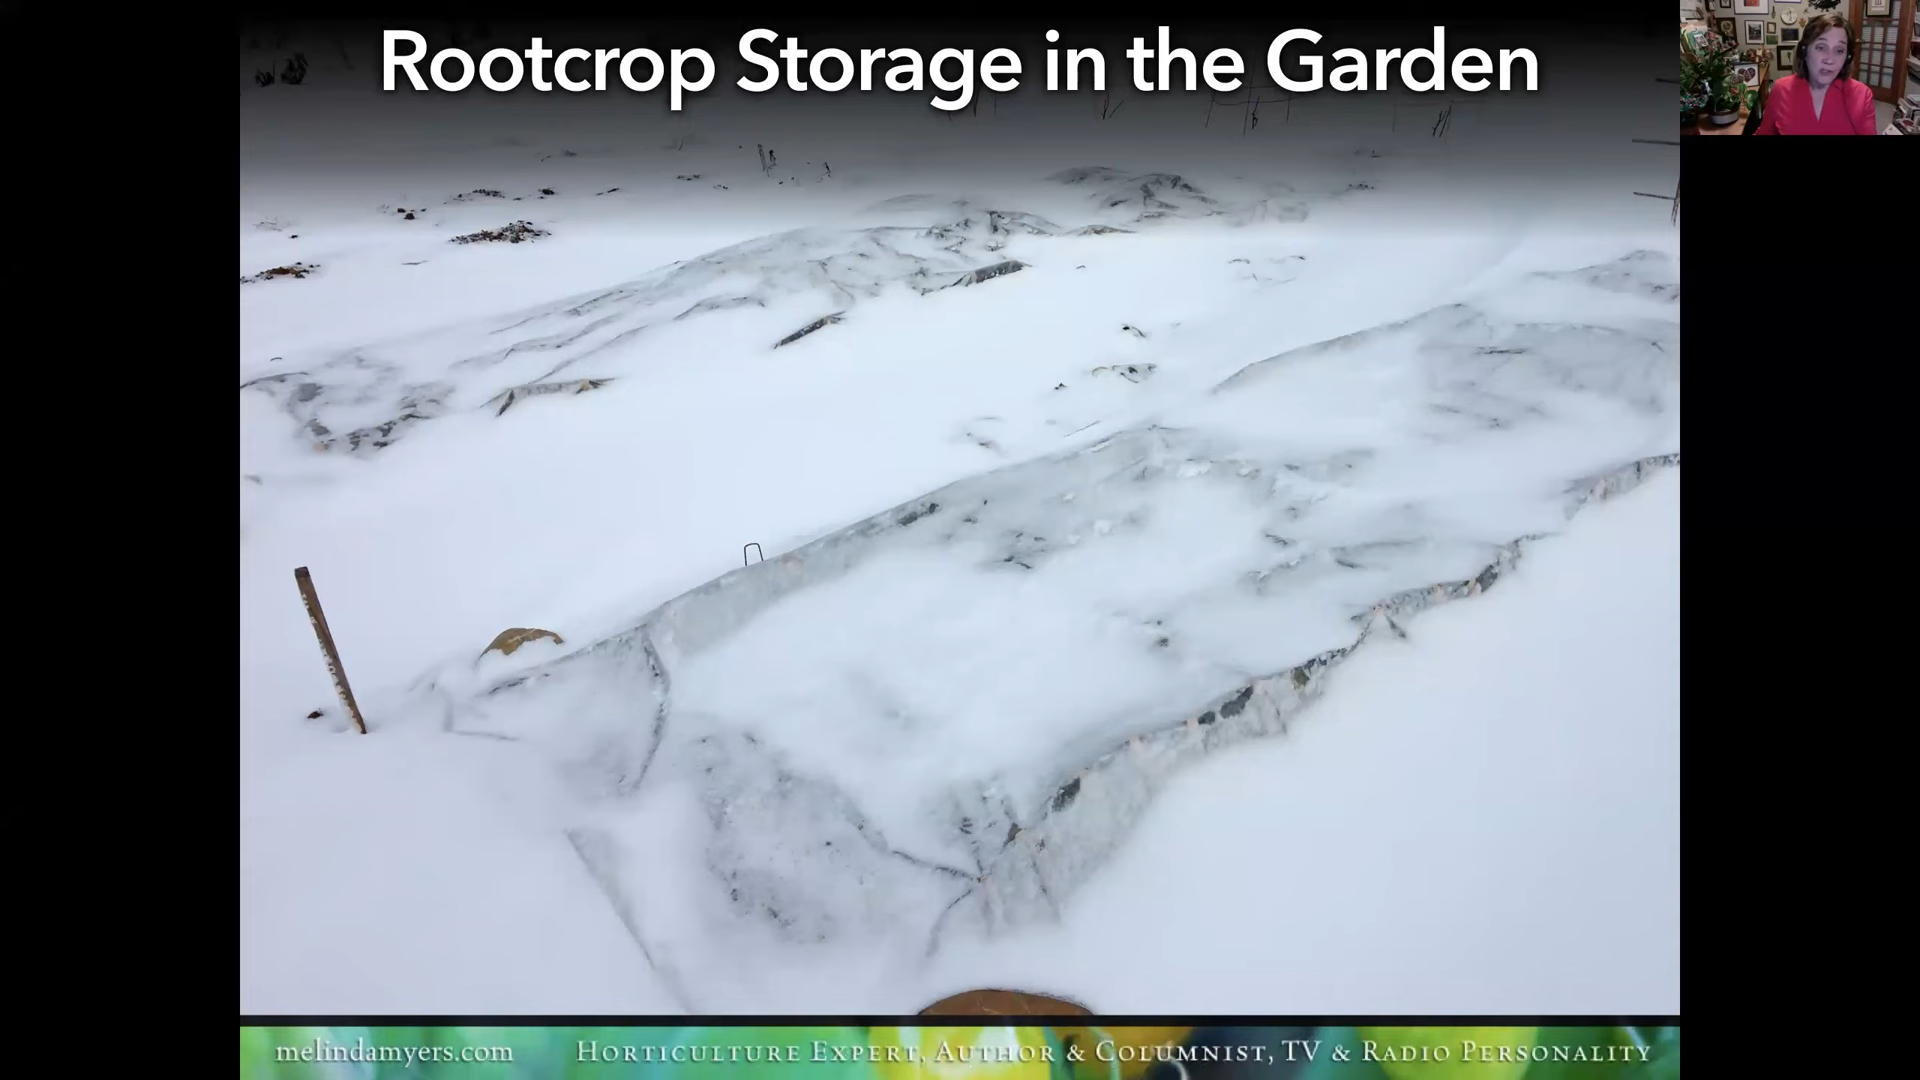 Rootcrop Storage in the Garden
melindamyers.com Horticulture Expert, Author & Columnist, TV & Radio Personality